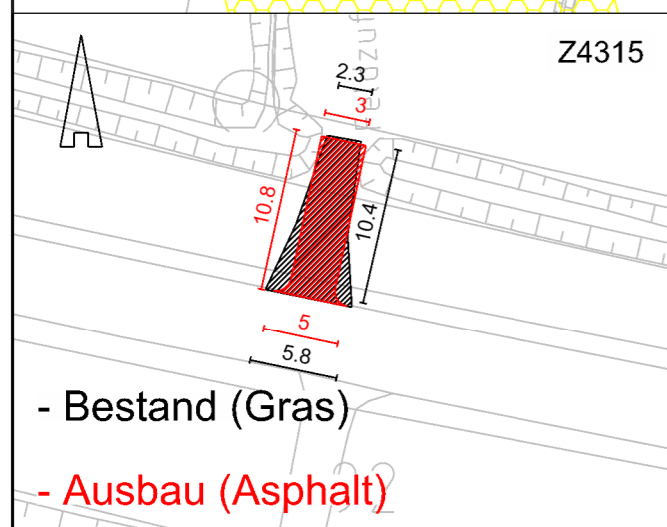 Z4315
2.3
3
10.8
10.4
5
5.8
- Bestand (Gras)
- Ausbau (Asphalt)